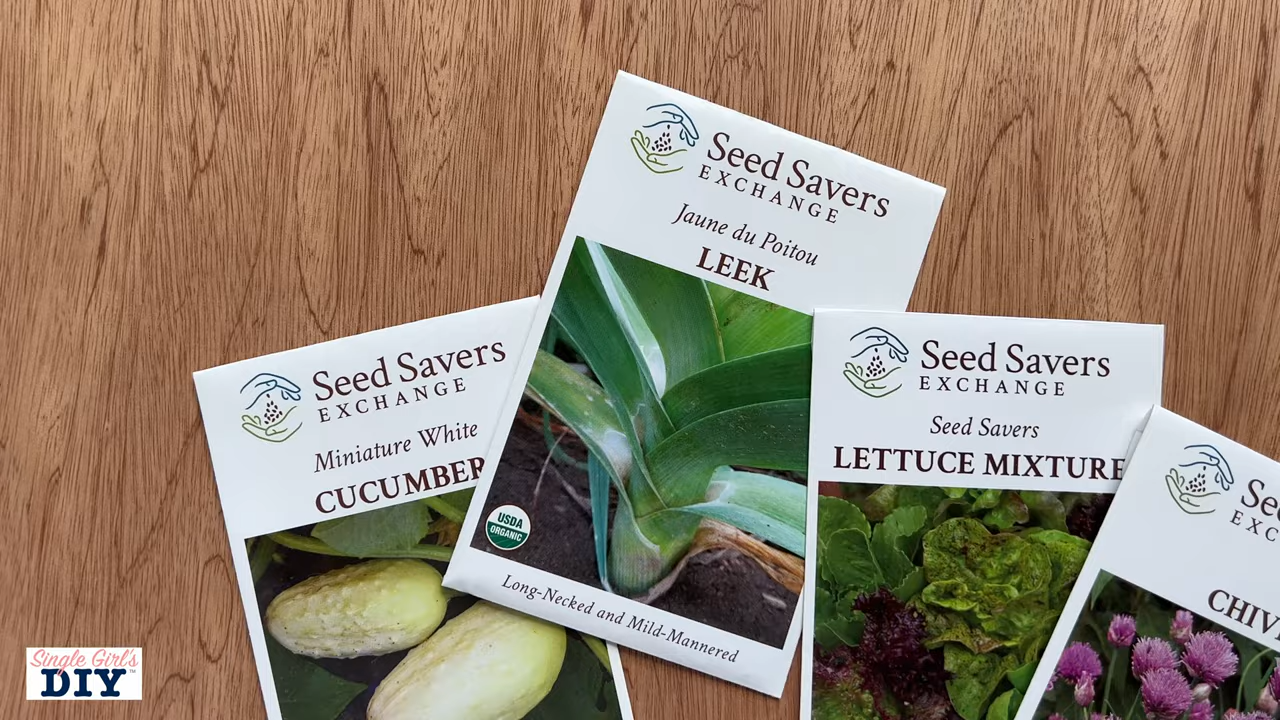 Seed Savers
EXCHANGE
Miniature White
CUCUMBER
Seed Savers
EXCHANGE
Jaune du Poitou
LEEK
USDA
ORGANIC
Long-Necked and Mild-Mannered
Seed Savers
EXCHANGE
Seed Savers
LETTUCE MIXTURE
Single Girl's
DIY™